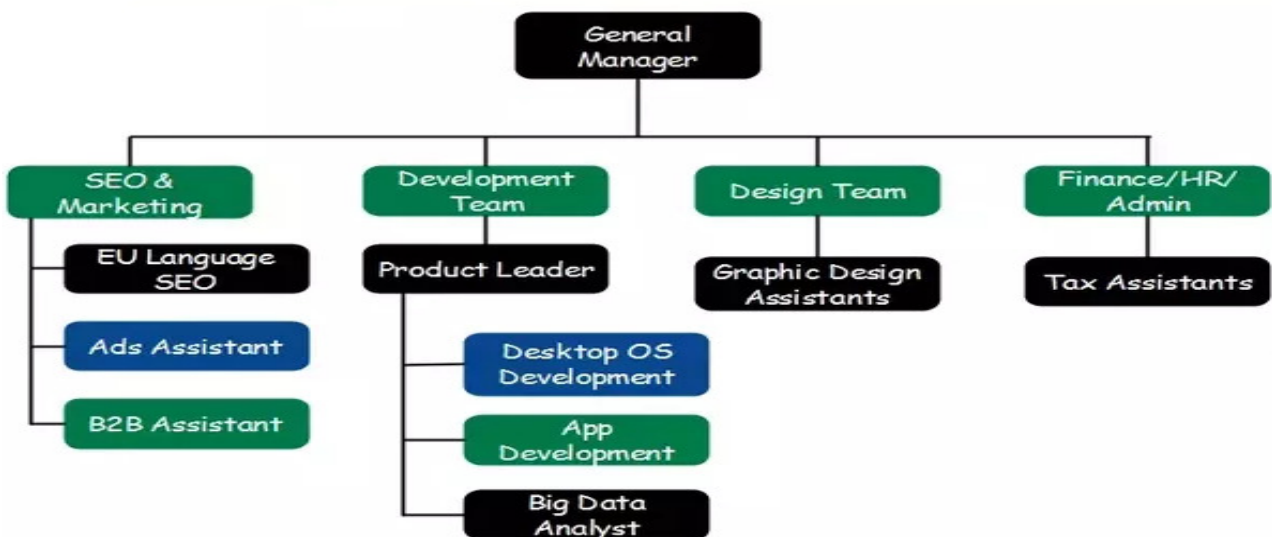 General
Manager
SEO &
Marketing
Development
Team
Design Team
Finance/HR/
Admin
EU Language
SEO
Product Leader
Graphic Design
Assistants
Tax Assistants
Ads Assistant
Desktop OS
Development
B2B Assistant
App
Development
Big Data
Analyst